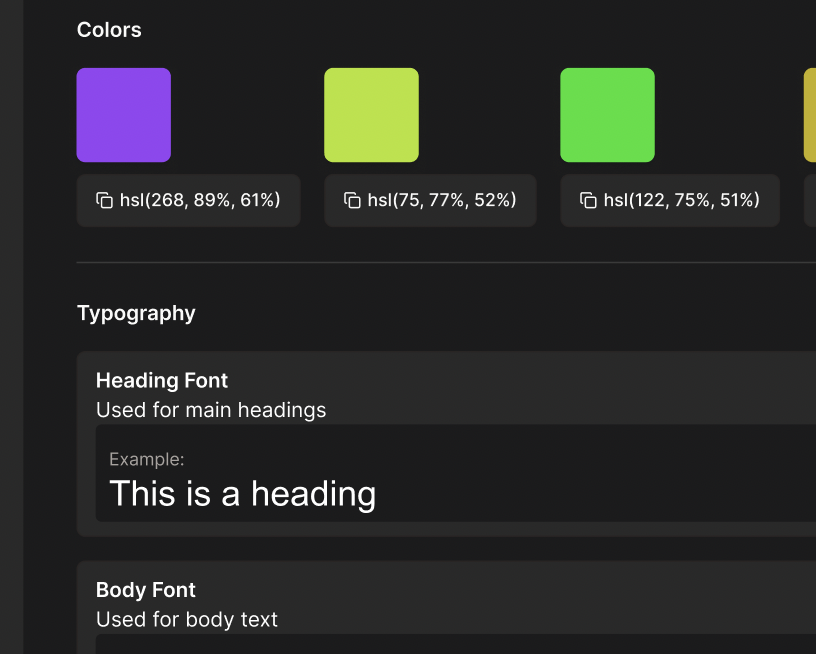 Colors
hsl(268, 89%, 61%) hsl(75, 77%, 52%) hsl(122, 75%, 51%)
Typography
Heading Font
Used for main headings
Example:
This is a heading
Body Font
Used for body text